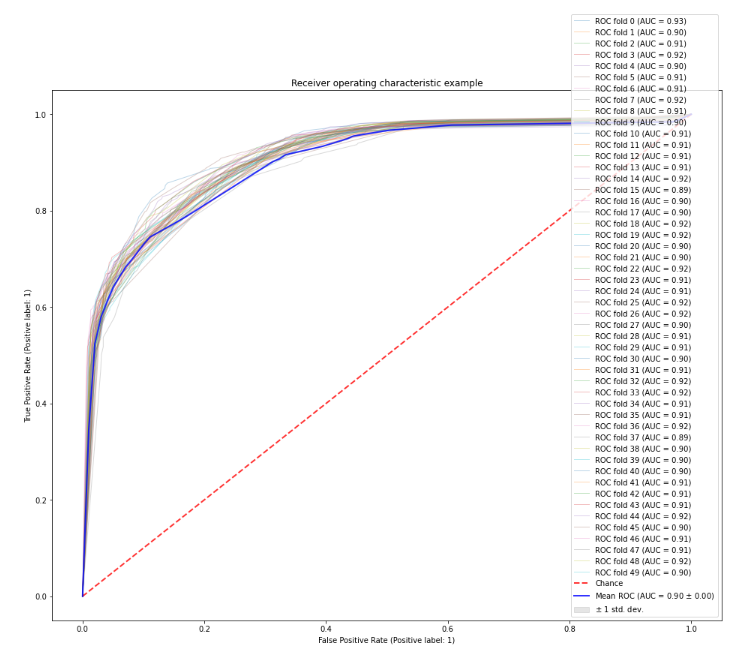 ROC fold 0 (AUC = 0.93)
ROC fold 1 (AUC = 0.90)
ROC fold 2 (AUC = 0.91)
ROC fold 3 (AUC = 0.92)
ROC fold 4 (AUC = 0.90)
ROC fold 5 (AUC = 0.91)
ROC fold 6 (AUC = 0.91)
Receiver operating characteristic example
ROC fold 7 (AUC = 0.92)
ROC fold 8 (AUC = 0.91)
ROC fold 9 (AUC = 0.90)
ROC fold 10 (AUC = 0.91)
ROC fold 11 (AUC = 0.91)
ROC fold 12 (AUC = 0.91)
ROC fold 13 (AUC = 0.91)
ROC fold 14 (AUC = 0.92)
ROC fold 15 (AUC = 0.89)
ROC fold 16 (AUC = 0.90)
ROC fold 17 (AUC = 0.90)
ROC fold 18 (AUC = 0.92)
ROC fold 19 (AUC = 0.92)
ROC fold 20 (AUC = 0.90)
ROC fold 21 (AUC = 0.90)
ROC fold 22 (AUC = 0.92)
ROC fold 23 (AUC = 0.91)
ROC fold 24 (AUC = 0.91)
ROC fold 25 (AUC = 0.92)
ROC fold 26 (AUC = 0.92)
ROC fold 27 (AUC = 0.90)
ROC fold 28 (AUC = 0.91)
ROC fold 29 (AUC = 0.91)
ROC fold 30 (AUC = 0.90)
ROC fold 31 (AUC = 0.91)
ROC fold 32 (AUC = 0.92)
ROC fold 33 (AUC = 0.92)
ROC fold 34 (AUC = 0.91)
ROC fold 35 (AUC = 0.91)
ROC fold 36 (AUC = 0.92)
ROC fold 37 (AUC = 0.89)
ROC fold 38 (AUC = 0.90)
ROC fold 39 (AUC = 0.90)
ROC fold 40 (AUC = 0.90)
ROC fold 41 (AUC = 0.91)
ROC fold 42 (AUC = 0.91)
ROC fold 43 (AUC = 0.91)
ROC fold 44 (AUC = 0.92)
ROC fold 45 (AUC = 0.90)
ROC fold 46 (AUC = 0.91)
ROC fold 47 (AUC = 0.91)
ROC fold 48 (AUC = 0.92)
ROC fold 49 (AUC = 0.90)
Chance
Mean ROC (AUC = 0.90 ± 0.00)
± 1 std. dev.
True Positive Rate (Positive label: 1)
1.0
0.8
0.6
0.4
0.2
0.0
0.0 0.2 0.4 0.6 0.8 1.0
False Positive Rate (Positive label: 1)